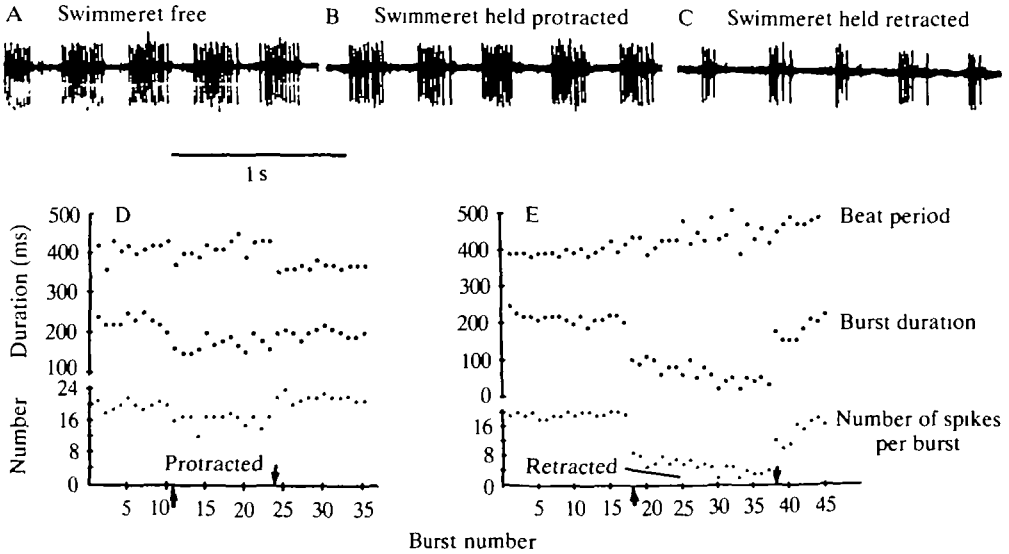 A Swimmeret free
B Swimmeret held protracted
C Swimmeret held retracted
1 s
D
500
400
300
200
100
Duration (ms)
24
16
8
0
Number
Protracted
5 10 15 20 25 30 35
E
500
400
300
200
100
0
16
8
0
Retracted
5 10 15 20 25 30 35 40 45
Beat period
Burst duration
Number of spikes
per burst
Burst number